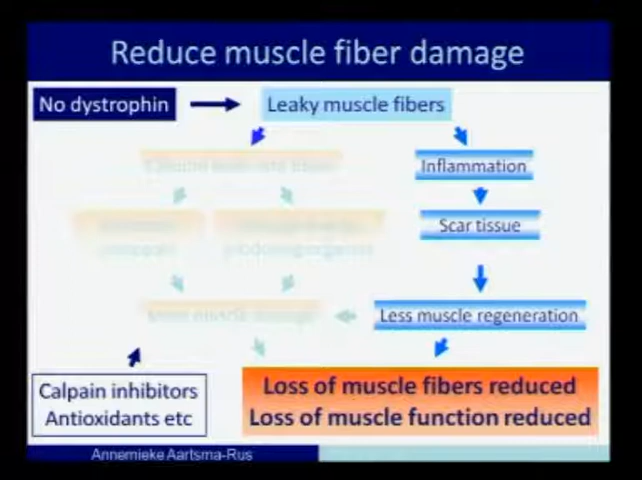 Reduce muscle fiber damage
No dystrophin
Leaky muscle fibers
Inflammation
Scar tissue
Less muscle regeneration
Calpain inhibitors
Antioxidants etc
Loss of muscle fibers reduced
Loss of muscle function reduced
Annemieke Aartsma-Rus